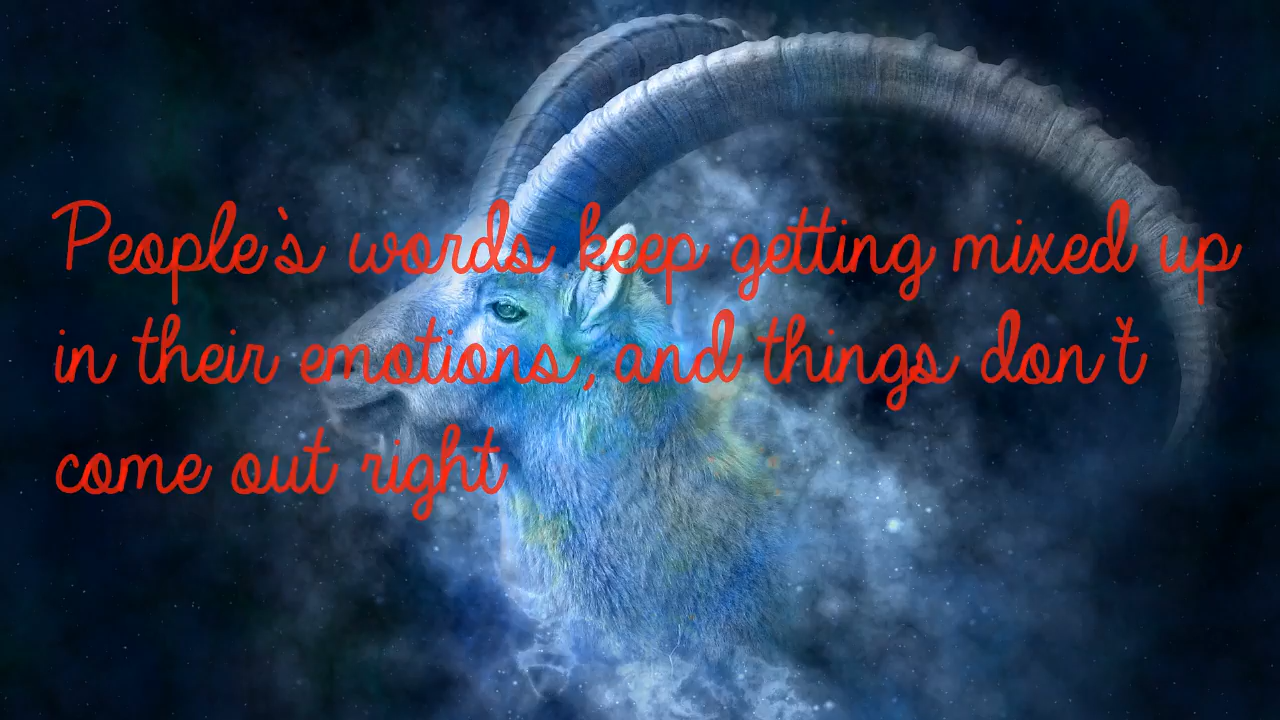 People's words keep getting mixed up
in their emotions, and things don't
come out right